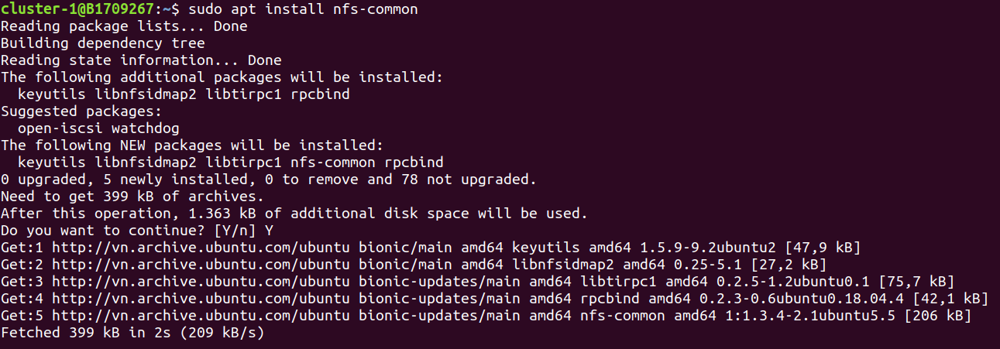 cluster-1@B1709267:~$ sudo apt install nfs-common
Reading package lists... Done
Building dependency tree
Reading state information... Done
The following additional packages will be installed:
  keyutils libnfsidmap2 libtirpc1 rpcbind
Suggested packages:
  open-iscsi watchdog
The following NEW packages will be installed:
  keyutils libnfsidmap2 libtirpc1 nfs-common rpcbind
0 upgraded, 5 newly installed, 0 to remove and 78 not upgraded.
Need to get 399 kB of archives.
After this operation, 1.363 kB of additional disk space will be used.
Do you want to continue? [Y/n] Y
Get:1 http://vn.archive.ubuntu.com/ubuntu bionic/main amd64 keyutils amd64 1.5.9-9.2ubuntu2 [47,9 kB]
Get:2 http://vn.archive.ubuntu.com/ubuntu bionic/main amd64 libnfsidmap2 amd64 0.25-5.1 [27,2 kB]
Get:3 http://vn.archive.ubuntu.com/ubuntu bionic-updates/main amd64 libtirpc1 amd64 0.2.5-1.2ubuntu0.1 [75,7 kB]
Get:4 http://vn.archive.ubuntu.com/ubuntu bionic-updates/main amd64 rpcbind amd64 0.2.3-0.6ubuntu0.18.04.4 [42,1 kB]
Get:5 http://vn.archive.ubuntu.com/ubuntu bionic-updates/main amd64 nfs-common amd64 1:1.3.4-2.1ubuntu5.5 [206 kB]
Fetched 399 kB in 2s (209 kB/s)